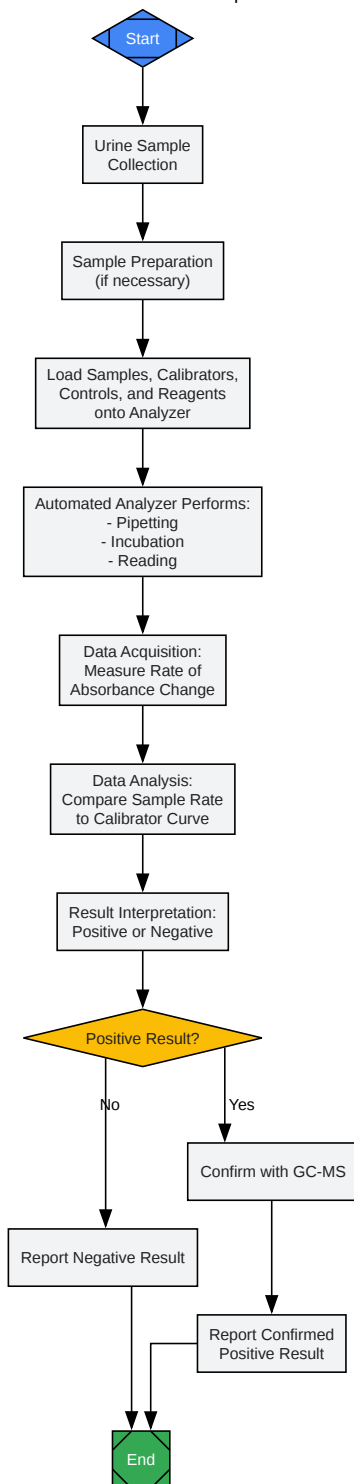 Start
Urine Sample
Collection
Sample Preparation
(if necessary)
Load Samples, Calibrators,
Controls, and Reagents
onto Analyzer
Automated Analyzer Performs:
- Pipetting
- Incubation
- Reading
Data Acquisition:
Measure Rate of
Absorbance Change
Data Analysis:
Compare Sample Rate
to Calibrator Curve
Result Interpretation:
Positive or Negative
Positive Result?
No
Yes
Confirm with GC-MS
Report Negative Result
Report Confirmed
Positive Result
End